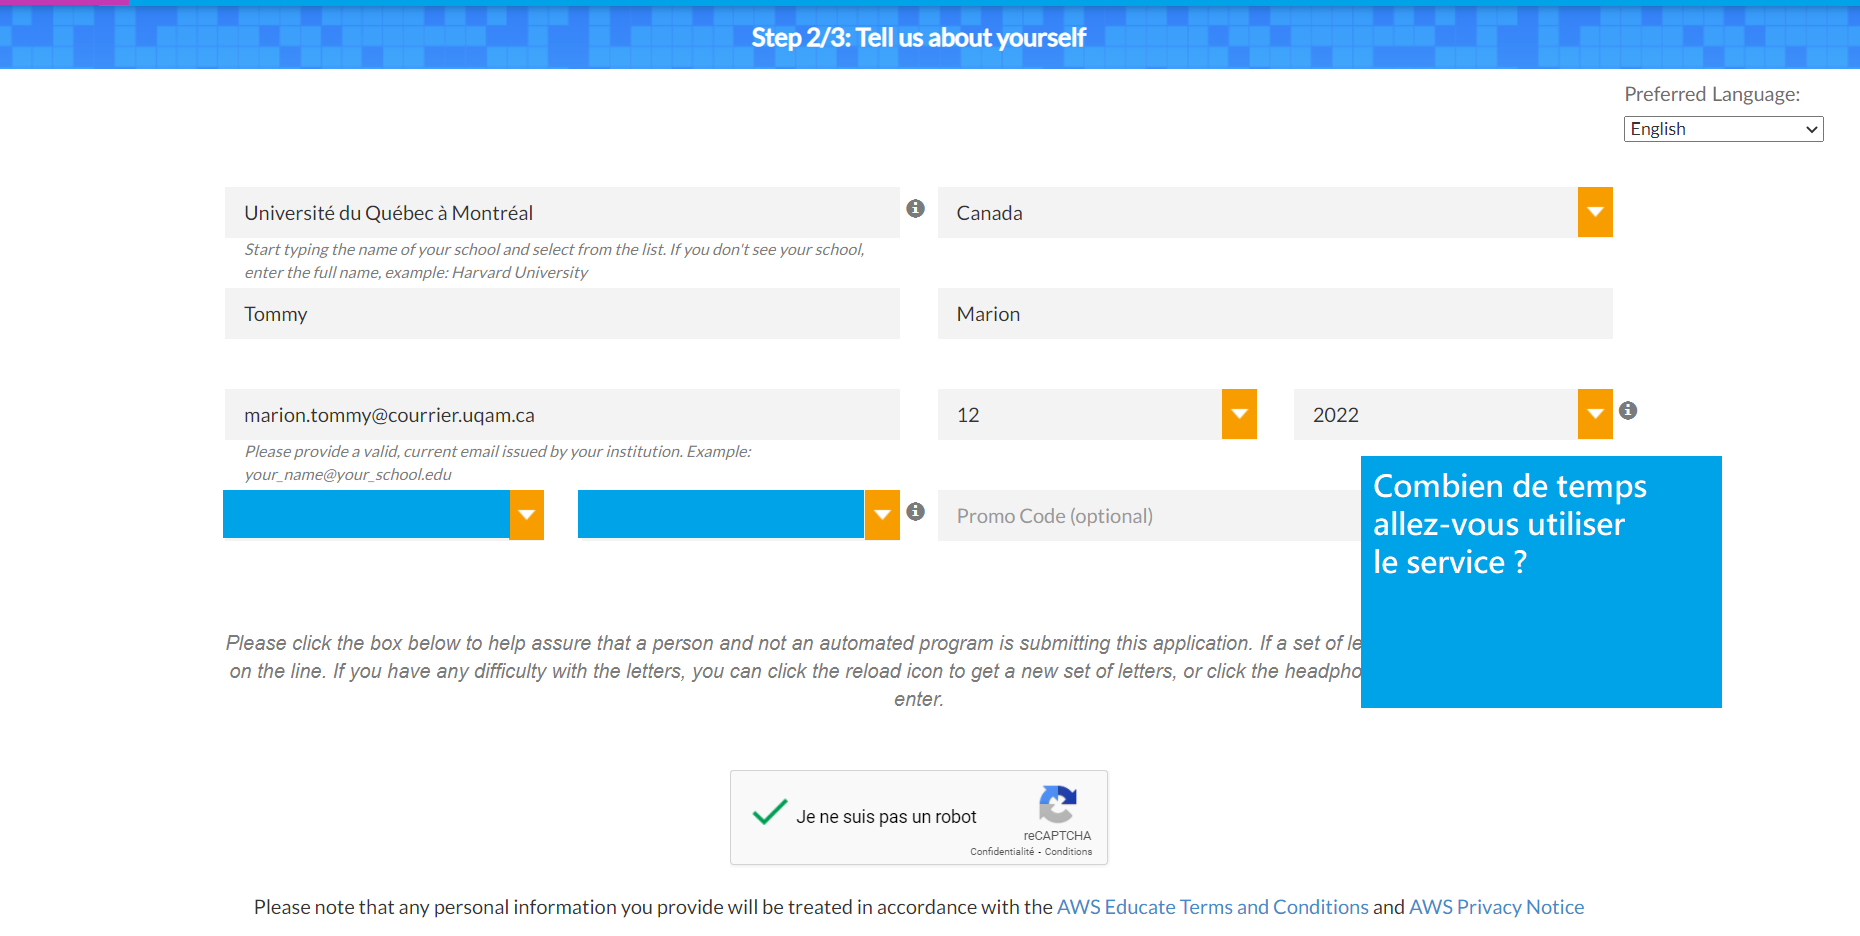 Step 2/3: Tell us about yourself
Preferred Language:
English
Université du Québec à Montréal
Canada
Start typing the name of your school and select from the list. If you don't see your school,
enter the full name, example: Harvard University
Tommy
Marion
marion.tommy@courrier.uqam.ca
12
2022
Please provide a valid, current email issued by your institution. Example:
your_name@your_school.edu
Promo Code (optional)
Combien de temps
allez-vous utiliser
le service ?
Please click the box below to help assure that a person and not an automated program is submitting this application. If a set of le
on the line. If you have any difficulty with the letters, you can click the reload icon to get a new set of letters, or click the headpho
enter.
Je ne suis pas un robot
reCAPTCHA
Confidentialité - Conditions
Please note that any personal information you provide will be treated in accordance with the AWS Educate Terms and Conditions and AWS Privacy Notice